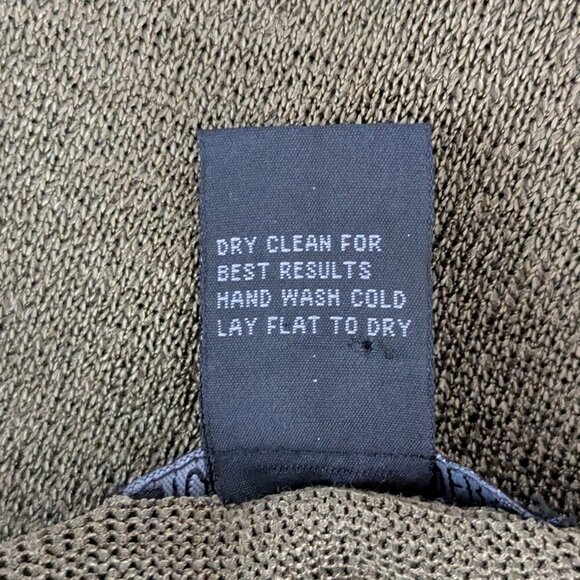 DRY CLEAN FOR
BEST RESULTS
HAND WASH COLD
LAY FLAT TO DRY